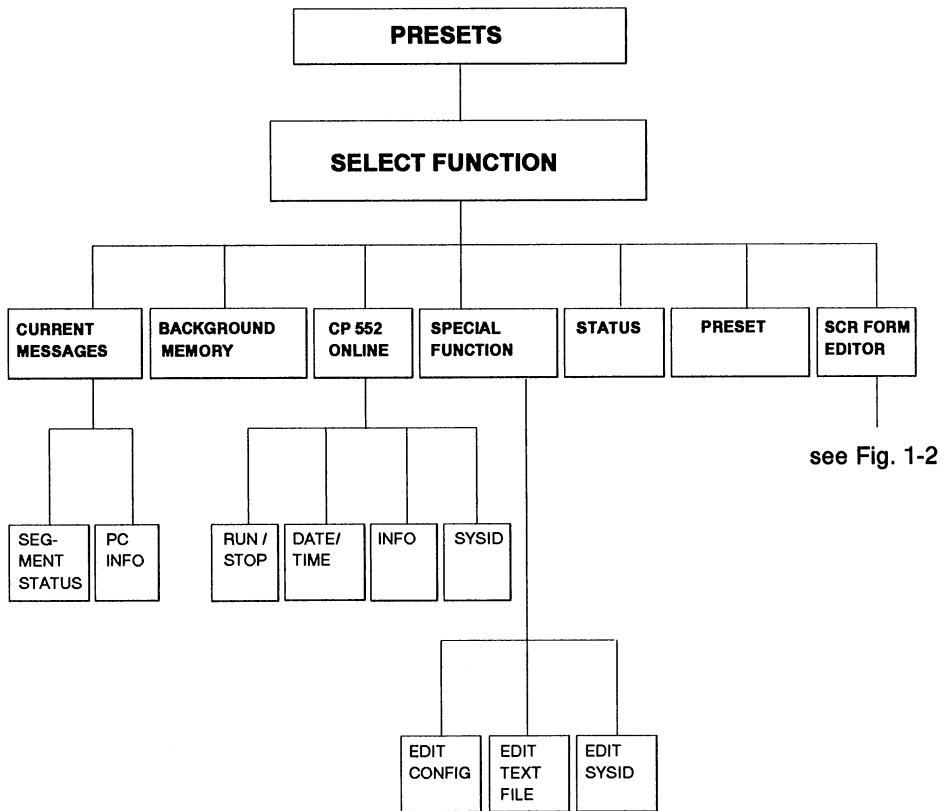 PRESETS
SELECT FUNCTION
CURRENT
MESSAGES
BACKGROUND
MEMORY
CP 552
ONLINE
SPECIAL
FUNCTION
STATUS
PRESET
SCR FORM
EDITOR
see Fig. 1-2
SEG-
MENT
STATUS
PC
INFO
RUN /
STOP
DATE/
TIME
INFO
SYSID
EDIT
CONFIG
EDIT
TEXT
FILE
EDIT
SYSID